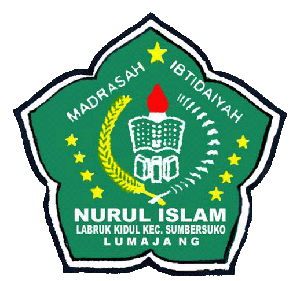 MADRASAH IBTIDAIYAH
NURUL ISLAM
LABRUK KIDUL KEC. SUMBERSUKO
LUMAJANG